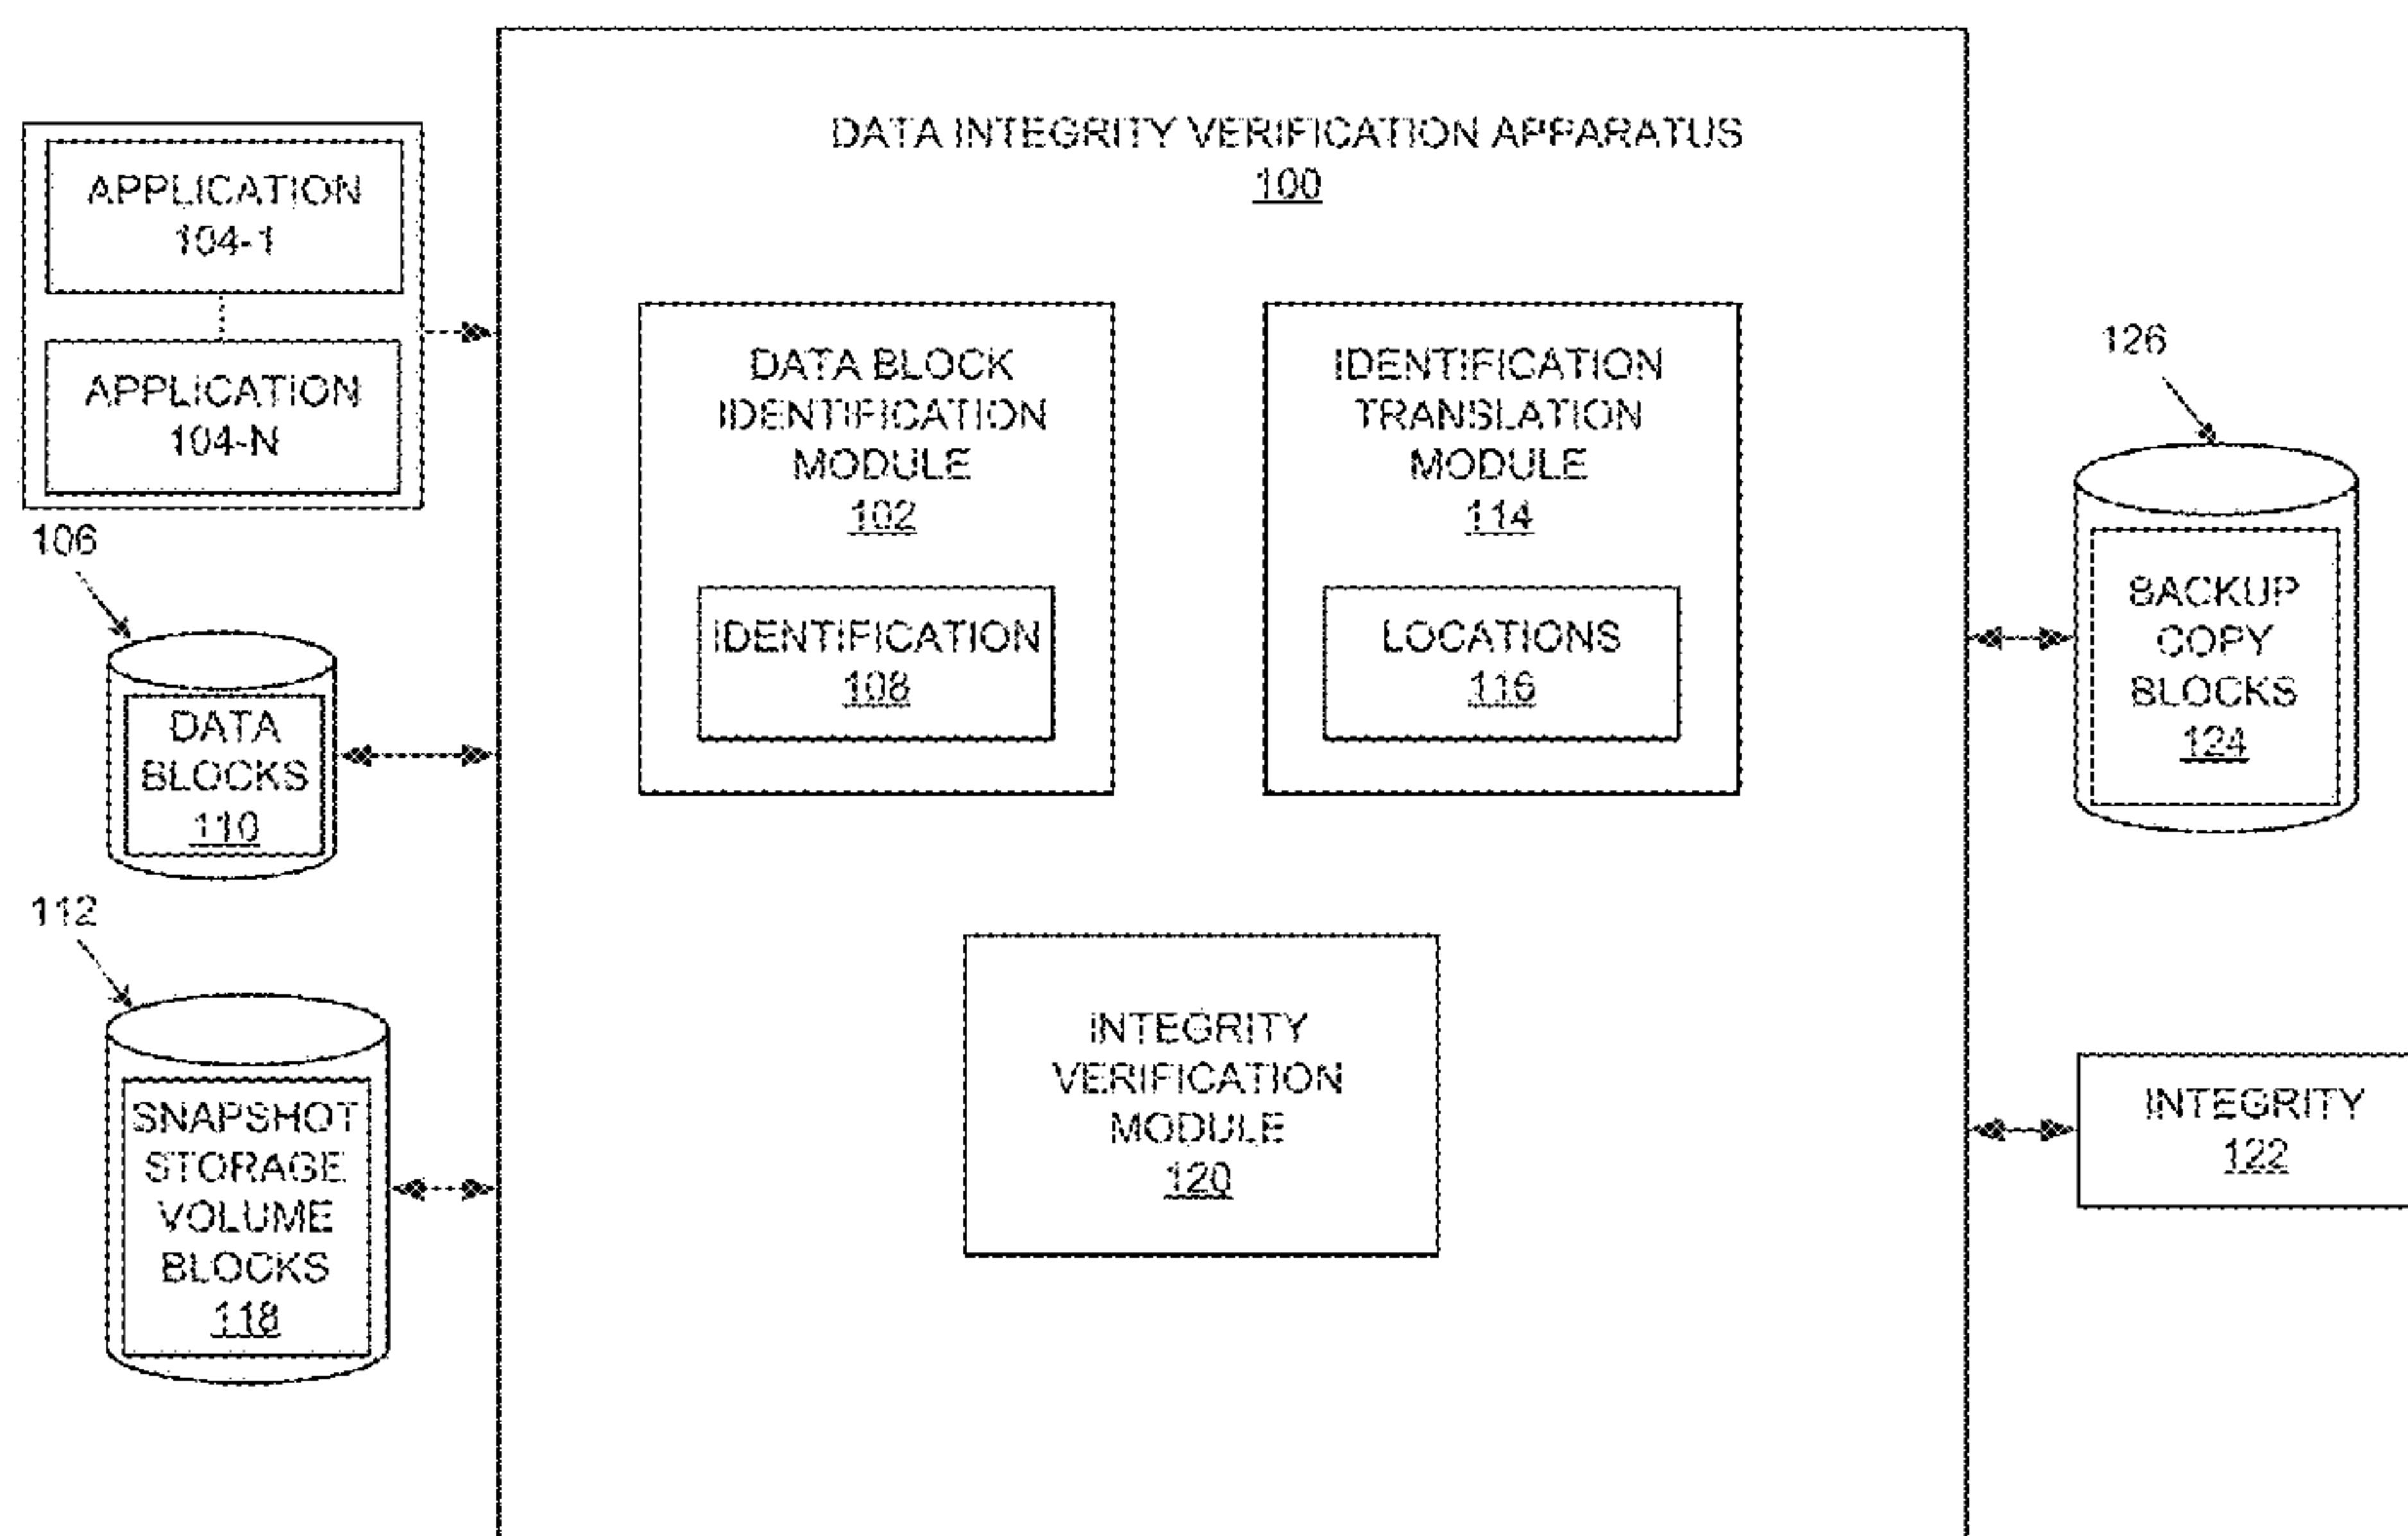 DATA INTEGRITY VERIFICATION APPARATUS
100
APPLICATION
104-1
APPLICATION
104-N
106
DATA
BLOCKS
110
112
SNAPSHOT
STORAGE
VOLUME
BLOCKS
118
DATA BLOCK
IDENTIFICATION
MODULE
102
IDENTIFICATION
108
IDENTIFICATION
TRANSLATION
MODULE
114
LOCATIONS
116
INTEGRITY
VERIFICATION
MODULE
120
126
BACKUP
COPY
BLOCKS
124
INTEGRITY
122